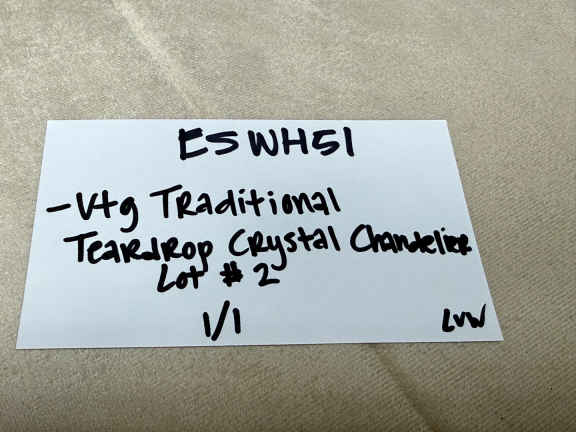 ESWH51
- Vtg Traditional
Teardrop Crystal Chandelier
Lot # 2
1/1
LVW